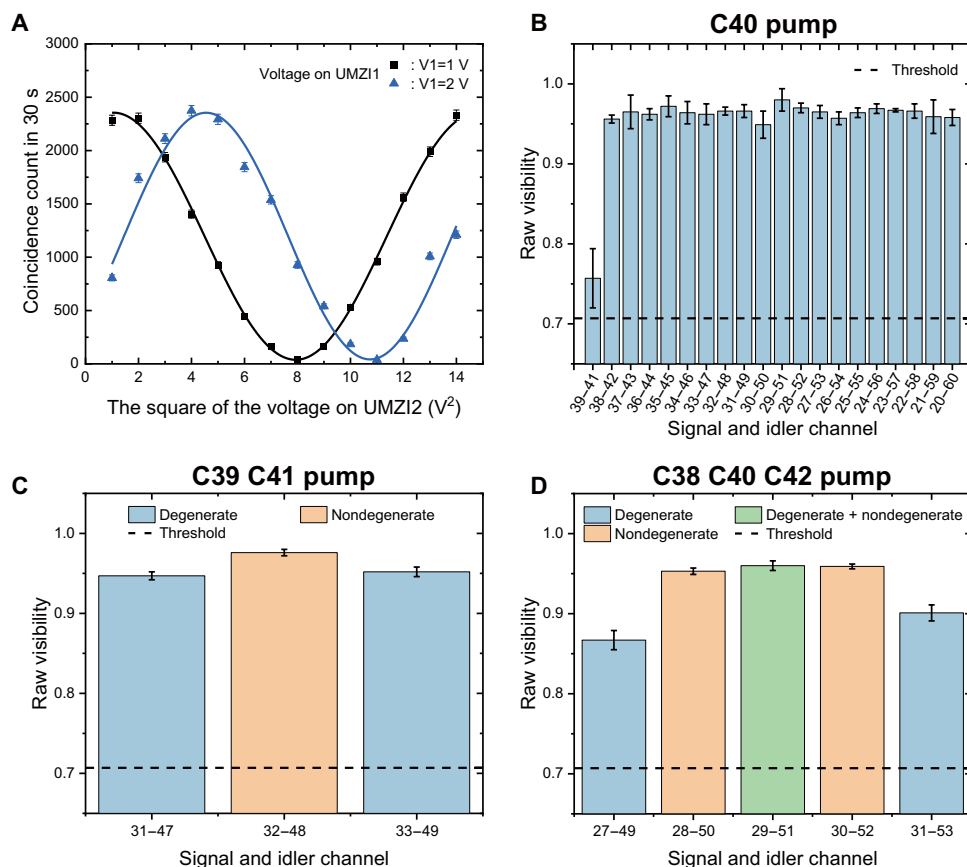 A
Coincidence count in 30 s
3000
2500
2000
1500
1000
500
0
Voltage on UMZI1
: V1=1 V
: V1=2 V
0 2 4 6 8 10 12 14
The square of the voltage on UMZI2 (V²)
B
C40 pump
Raw visibility
1.0
0.9
0.8
0.7
Threshold
39–41
38–42
37–43
36–44
35–45
34–46
33–47
32–48
31–49
30–50
29–51
28–52
27–53
26–54
25–55
24–56
23–57
22–58
21–59
20–60
Signal and idler channel
C
C39 C41 pump
Raw visibility
1.0
0.9
0.8
0.7
Degenerate Nondegenerate
Threshold
31–47 32–48 33–49
Signal and idler channel
D
C38 C40 C42 pump
Raw visibility
1.0
0.9
0.8
0.7
Degenerate Degenerate + nondegenerate
Nondegenerate Threshold
27–49 28–50 29–51 30–52 31–53
Signal and idler channel